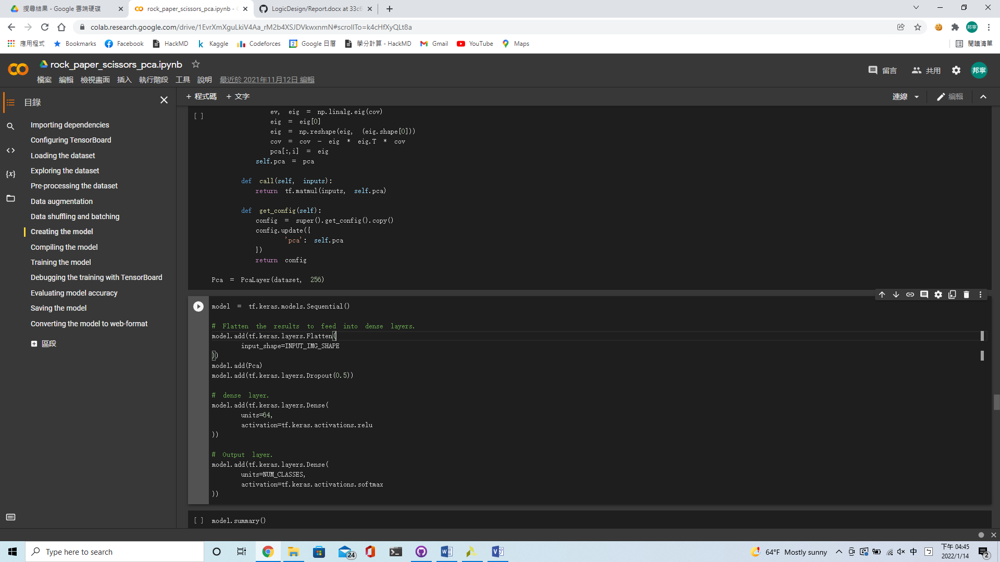 搜尋結果 - Google 雲端硬碟
rock_paper_scissors_pca.ipynb - C
LogicDesign/Report.docx at 33c6
colab.research.google.com/drive/1EvrXmXguLkiV4Aa_rM2b4XSJDVkwxnmN#scrollTo=k4cHfXyQLt8a
邦寧
應用程式
Bookmarks
Facebook
HackMD
Kaggle
Codeforces
Google 日曆
學分計算 - HackMD
Gmail
YouTube
Maps
閱讀清單
rock_paper_scissors_pca.ipynb
檔案 編輯 檢視畫面 插入 執行階段 工具 說明 最近於 2021年11月12日 編輯
留言
共用
邦寧
目錄
+ 程式碼 + 文字
連線
編輯
Importing dependencies
Configuring TensorBoard
Loading the dataset
Exploring the dataset
Pre-processing the dataset
Data augmentation
Data shuffling and batching
Creating the model
Compiling the model
Training the model
Debugging the training with TensorBoard
Evaluating model accuracy
Saving the model
Converting the model to web-format
區段
[ ]
ev, eig = np.linalg.eig(cov)
eig = eig[0]
eig = np.reshape(eig, (eig.shape[0]))
cov = cov - eig * eig.T * cov
pca[:,i] = eig
self.pca = pca
def call(self, inputs):
return tf.matmul(inputs, self.pca)
def get_config(self):
config = super().get_config().copy()
config.update({
'pca': self.pca
})
return config
Pca = PcaLayer(dataset, 256)
model = tf.keras.models.Sequential()
# Flatten the results to feed into dense layers.
model.add(tf.keras.layers.Flatten(
input_shape=INPUT_IMG_SHAPE
))
model.add(Pca)
model.add(tf.keras.layers.Dropout(0.5))
# dense layer.
model.add(tf.keras.layers.Dense(
units=64,
activation=tf.keras.activations.relu
))
# Output layer.
model.add(tf.keras.layers.Dense(
units=NUM_CLASSES,
activation=tf.keras.activations.softmax
))
[ ] model.summary()
Type here to search
24
64°F Mostly sunny
中
下午 04:45
2022/1/14
2